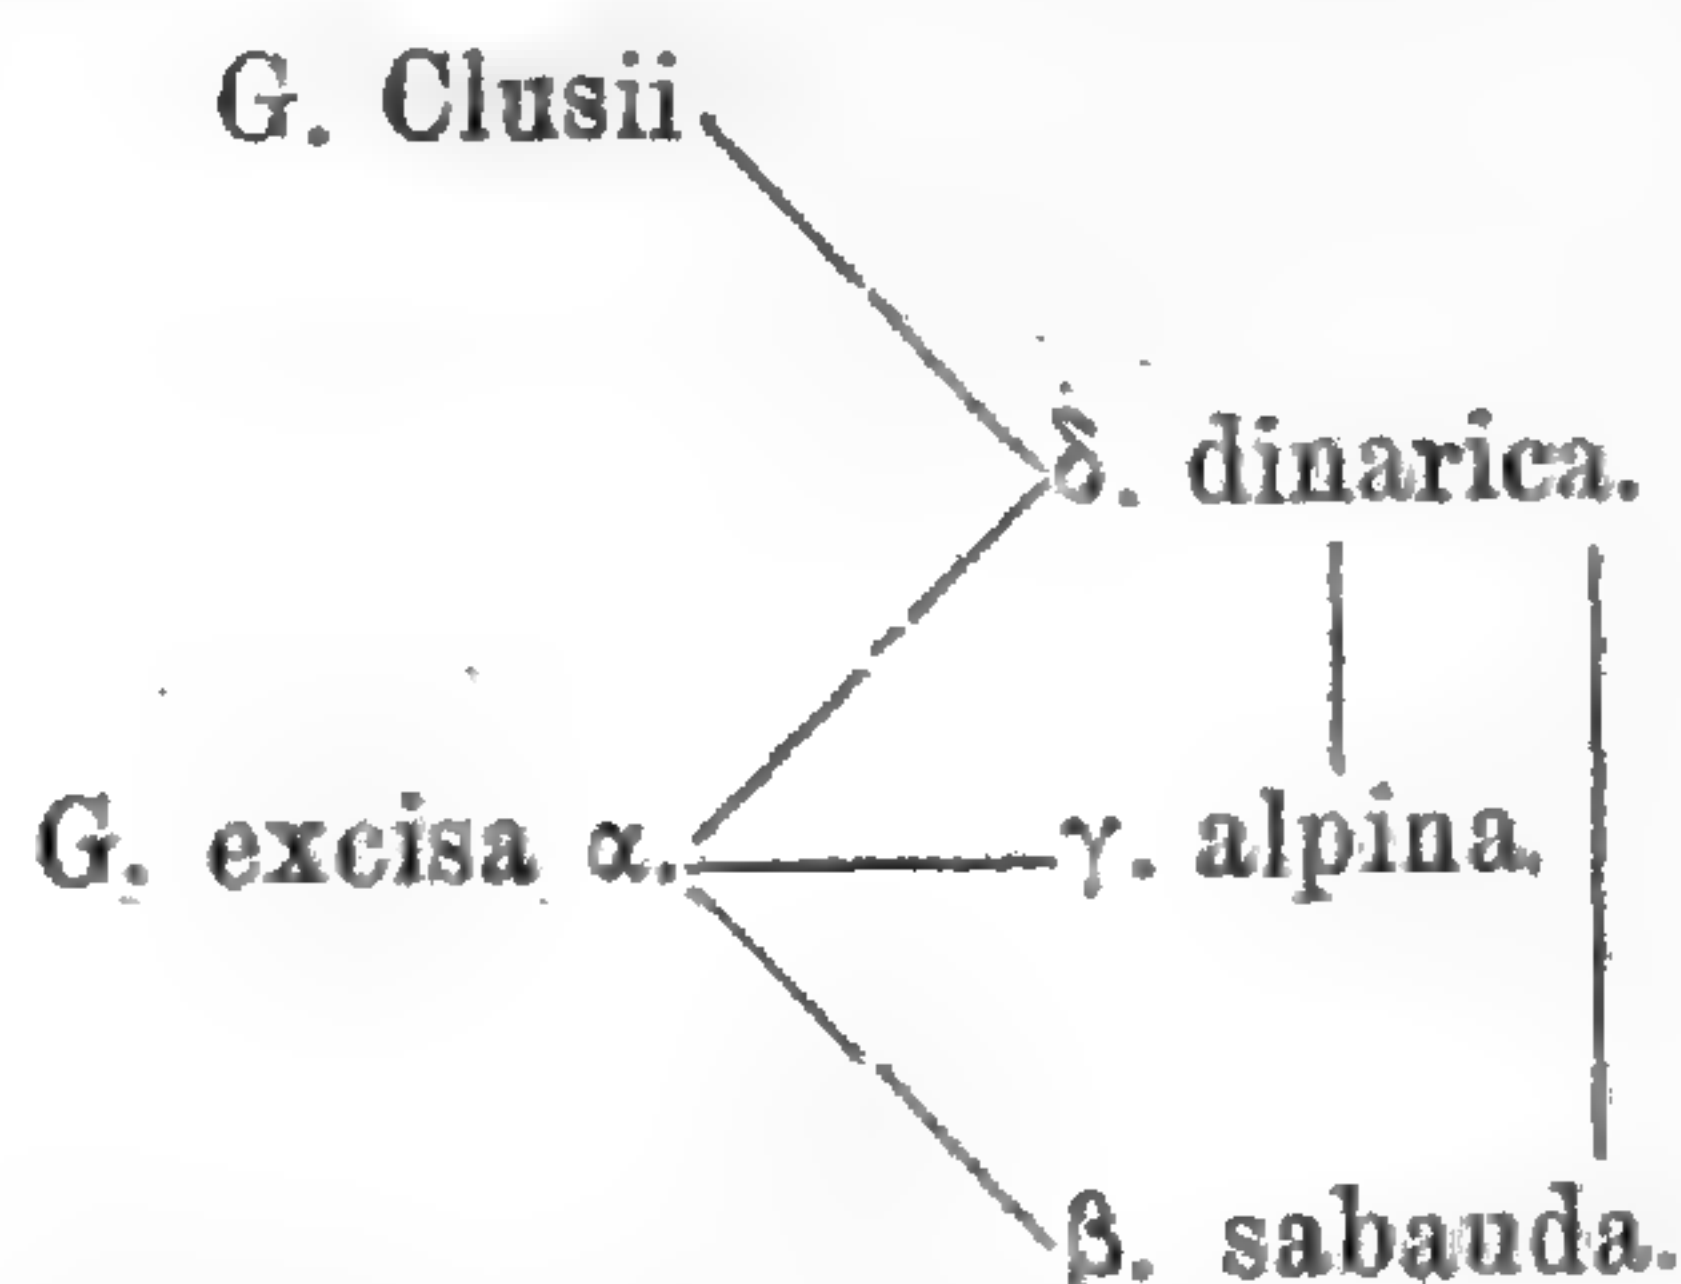 G. Clusii.
δ. dinarica.
G. excisa α. γ. alpina.
β. sabauda.